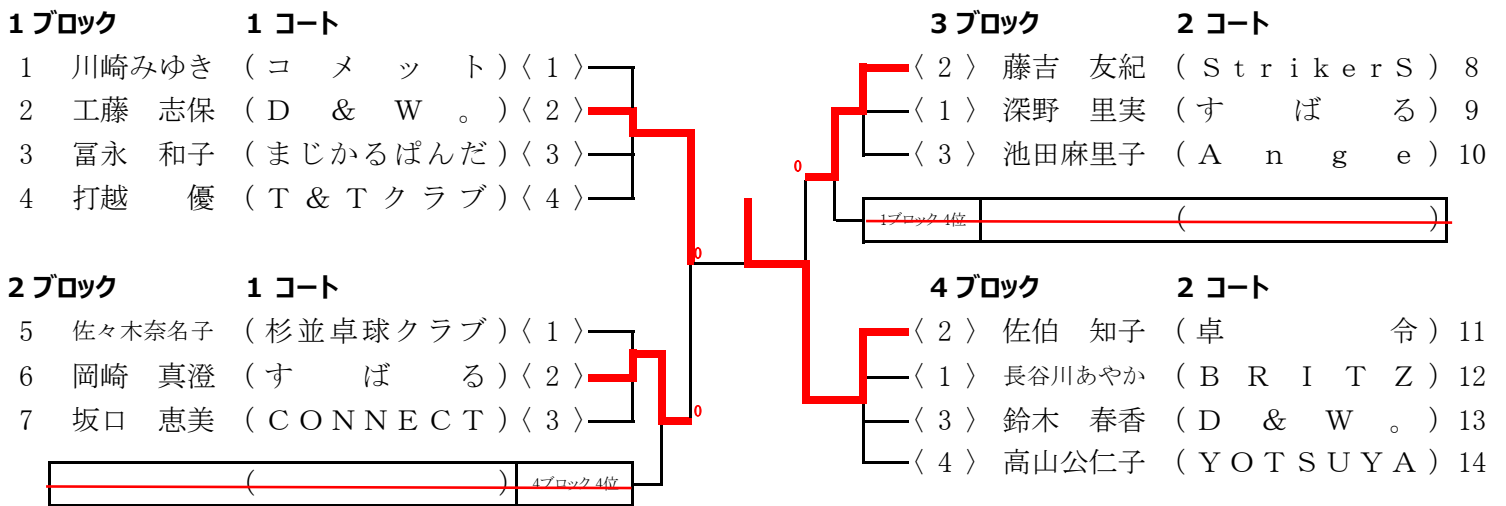 1 ブロック 1 コート
1 川崎みゆき (コメット) 〈 1 〉
2 工藤 志保 (D & W 。) 〈 2 〉
3 冨永 和子 (まじかるぱんだ) 〈 3 〉
4 打越 優 (T & T クラブ) 〈 4 〉
2 ブロック 1 コート
5 佐々木奈名子 (杉並卓球クラブ) 〈 1 〉
6 岡崎 真澄 (すばる) 〈 2 〉
7 坂口 恵美 (CONNECT) 〈 3 〉
( ) 4ブロック 4位
0
0
0
3 ブロック 2 コート
〈 2 〉 藤吉 友紀 (StrikerS) 8
〈 1 〉 深野 里実 (すばる) 9
〈 3 〉 池田麻里子 (Ange) 10
1ブロック 4位 ( )
4 ブロック 2 コート
〈 2 〉 佐伯 知子 (卓令) 11
〈 1 〉 長谷川あやか (BRITZ) 12
〈 3 〉 鈴木 春香 (D & W 。) 13
〈 4 〉 高山公仁子 (YOTSUYA) 14